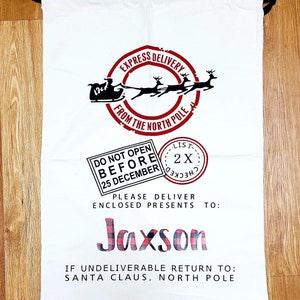 EXPRESS DELIVERY
FROM THE NORTH POLE
DO NOT OPEN
BEFORE
25 DECEMBER
LIST
2X
CHECKED
PLEASE DELIVER
ENCLOSED PRESENTS TO:
Jaxson
IF UNDELIVERABLE RETURN TO:
SANTA CLAUS, NORTH POLE